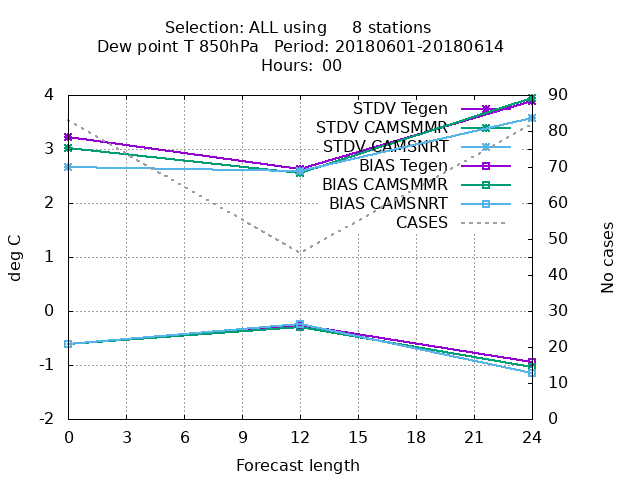 Selection: ALL using     8 stations
Dew point T 850hPa   Period: 20180601-20180614
Hours: 00
STDV Tegen
STDV CAMSMMR
STDV CAMSNRT
BIAS Tegen
BIAS CAMSMMR
BIAS CAMSNRT
CASES
deg C
4
3
2
1
0
-1
-2
90
80
70
60
50
40
30
20
10
0
No cases
0 3 6 9 12 15 18 21 24
Forecast length